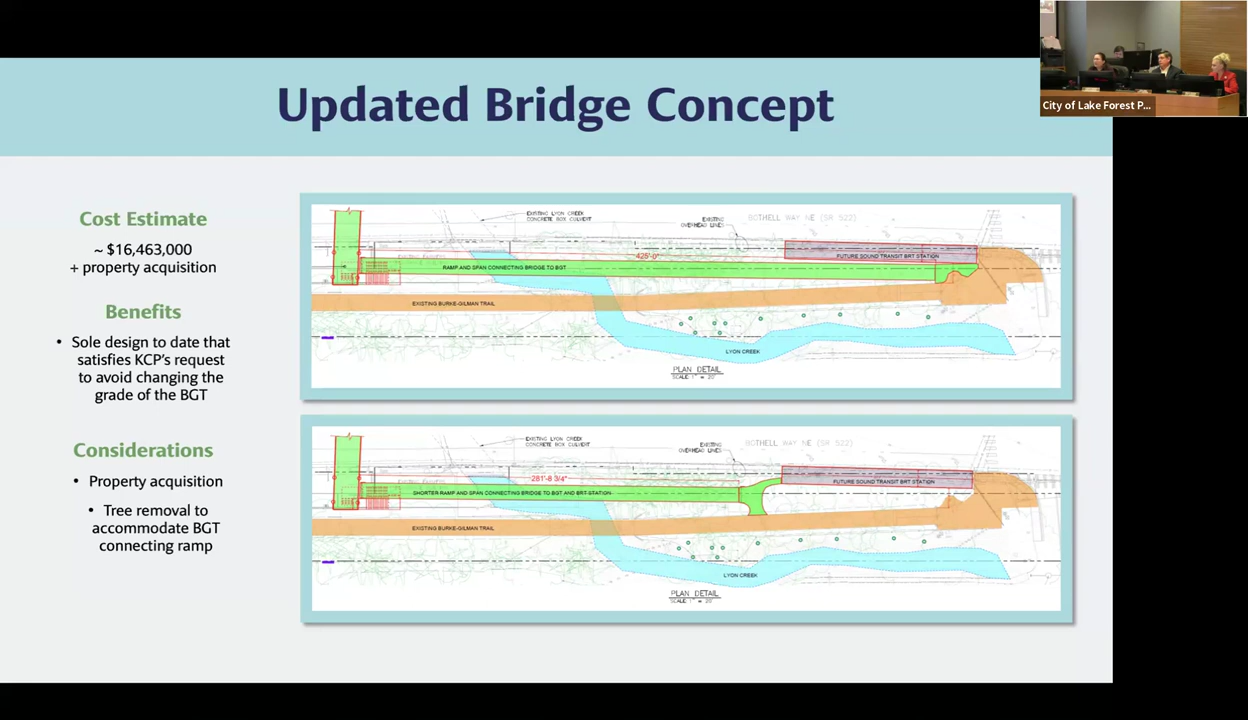 City of Lake Forest P...
Updated Bridge Concept
Cost Estimate
~ $16,463,000
+ property acquisition
Benefits
• Sole design to date that
satisfies KCP's request
to avoid changing the
grade of the BGT
Considerations
• Property acquisition
• Tree removal to
accommodate BGT
connecting ramp
EXISTING LYON CREEK
CONCRETE BOX CULVERT
EXISTING
OVERHEAD LINES
BOTHELL WAY NE (SR 522)
425'-0"
FUTURE SOUND TRANSIT BRT STATION
RAMP AND SPAN CONNECTING BRIDGE TO BGT
EXISTING BURKE-GILMAN TRAIL
LYON CREEK
PLAN DETAIL
SCALE: 1" = 20'
EXISTING LYON CREEK
CONCRETE BOX CULVERT
EXISTING
OVERHEAD LINES
BOTHELL WAY NE (SR 522)
281'-8 3/4"
FUTURE SOUND TRANSIT BRT STATION
SHORTER RAMP AND SPAN CONNECTING BRIDGE TO BGT AND BRT STATION
EXISTING BURKE-GILMAN TRAIL
LYON CREEK
PLAN DETAIL
SCALE: 1" = 20'